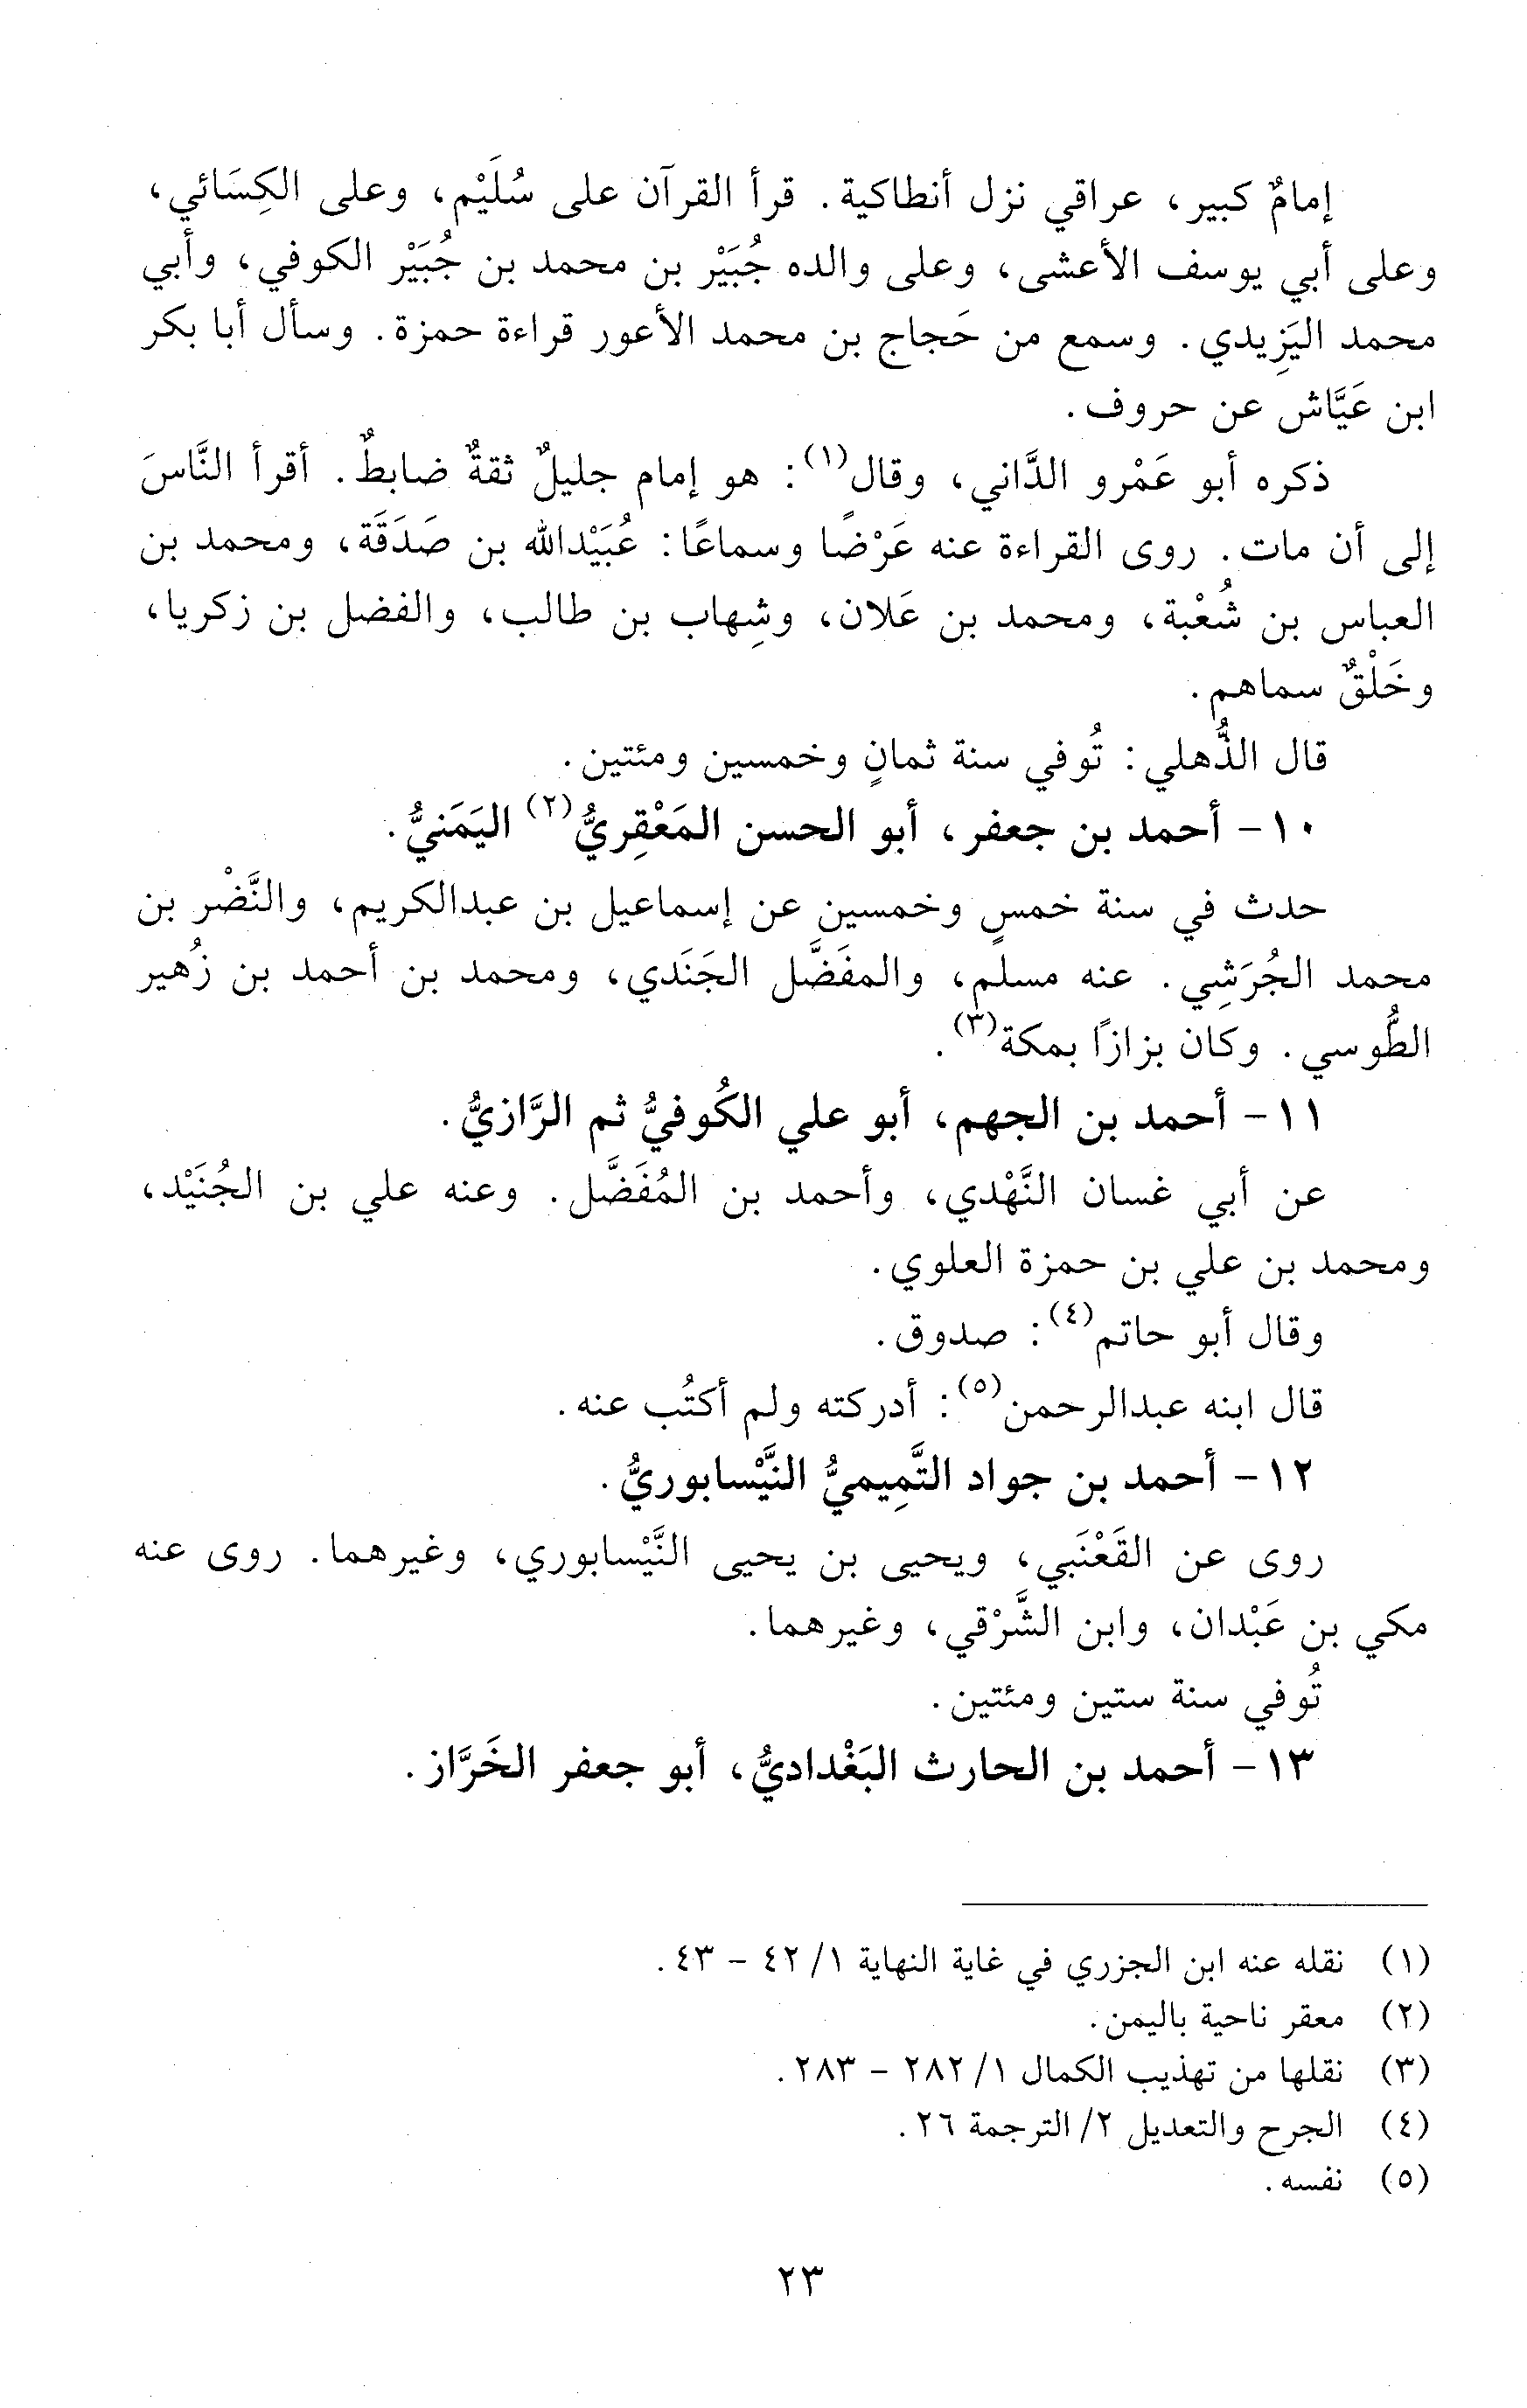 إمامٌ كبير، عراقي نزل أنطاكية. قرأ القرآن على سُلَيْم، وعلى الكِسَائي،
وعلى أبي يوسف الأعشى، وعلى والده جُبَيْر بن محمد بن جُبَيْر الكوفي، وأبي
محمد اليَزِيدي. وسمع من حَجاج بن محمد الأعور قراءة حمزة. وسأل أبا بكر
ابن عَيَّاش عن حروف.
ذكره أبو عَمْرو الدَّاني، وقال(١): هو إمام جليلٌ ثقةٌ ضابطٌ. أقرأ النَّاسَ
إلى أن مات. روى القراءة عنه عَرْضًا وسماعًا: عُبَيْدالله بن صَدَقَة، ومحمد بن
العباس بن شُعْبة، ومحمد بن عَلان، وشِهاب بن طالب، والفضل بن زكريا،
وخَلْقٌ سماهم.
قال الذُّهلي: تُوفي سنة ثمانٍ وخمسين ومئتين.
١٠- أحمد بن جعفر، أبو الحسن المَعْقِريُّ(٢) اليَمَنيُّ.
حدث في سنة خمسٍ وخمسين عن إسماعيل بن عبدالكريم، والنَّضْر بن
محمد الجُرَشِي. عنه مسلم، والمفَضَّل الجَنَدي، ومحمد بن أحمد بن زُهير
الطُّوسي. وكان بزازًا بمكة(٣).
١١- أحمد بن الجهم، أبو علي الكُوفيُّ ثم الرَّازيُّ.
عن أبي غسان النَّهْدي، وأحمد بن المُفَضَّل. وعنه علي بن الجُنَيْد،
ومحمد بن علي بن حمزة العلوي.
وقال أبو حاتم(٤): صدوق.
قال ابنه عبدالرحمن(٥): أدركته ولم أكتُب عنه.
١٢- أحمد بن جواد التَّمِيميُّ النَّيْسابوريُّ.
روى عن القَعْنَبي، ويحيى بن يحيى النَّيْسابوري، وغيرهما. روى عنه
مكي بن عَبْدان، وابن الشَّرْقي، وغيرهما.
تُوفي سنة ستين ومئتين.
١٣- أحمد بن الحارث البَغْداديُّ، أبو جعفر الخَرَّاز.
(١) نقله عنه ابن الجزري في غاية النهاية ١/ ٤٢ - ٤٣.
(٢) معقر ناحية باليمن.
(٣) نقلها من تهذيب الكمال ١/ ٢٨٢ - ٢٨٣.
(٤) الجرح والتعديل ٢/ الترجمة ٢٦.
(٥) نفسه.
٢٣